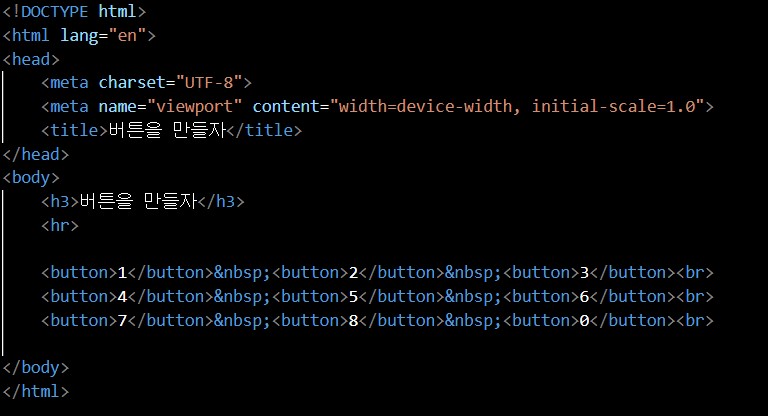 <!DOCTYPE html>
<html lang="en">
<head>
    <meta charset="UTF-8">
    <meta name="viewport" content="width=device-width, initial-scale=1.0">
    <title>버튼을 만들자</title>
</head>
<body>
    <h3>버튼을 만들자</h3>
    <hr>
    <button>1</button>&nbsp;<button>2</button>&nbsp;<button>3</button><br>
    <button>4</button>&nbsp;<button>5</button>&nbsp;<button>6</button><br>
    <button>7</button>&nbsp;<button>8</button>&nbsp;<button>0</button><br>
</body>
</html>